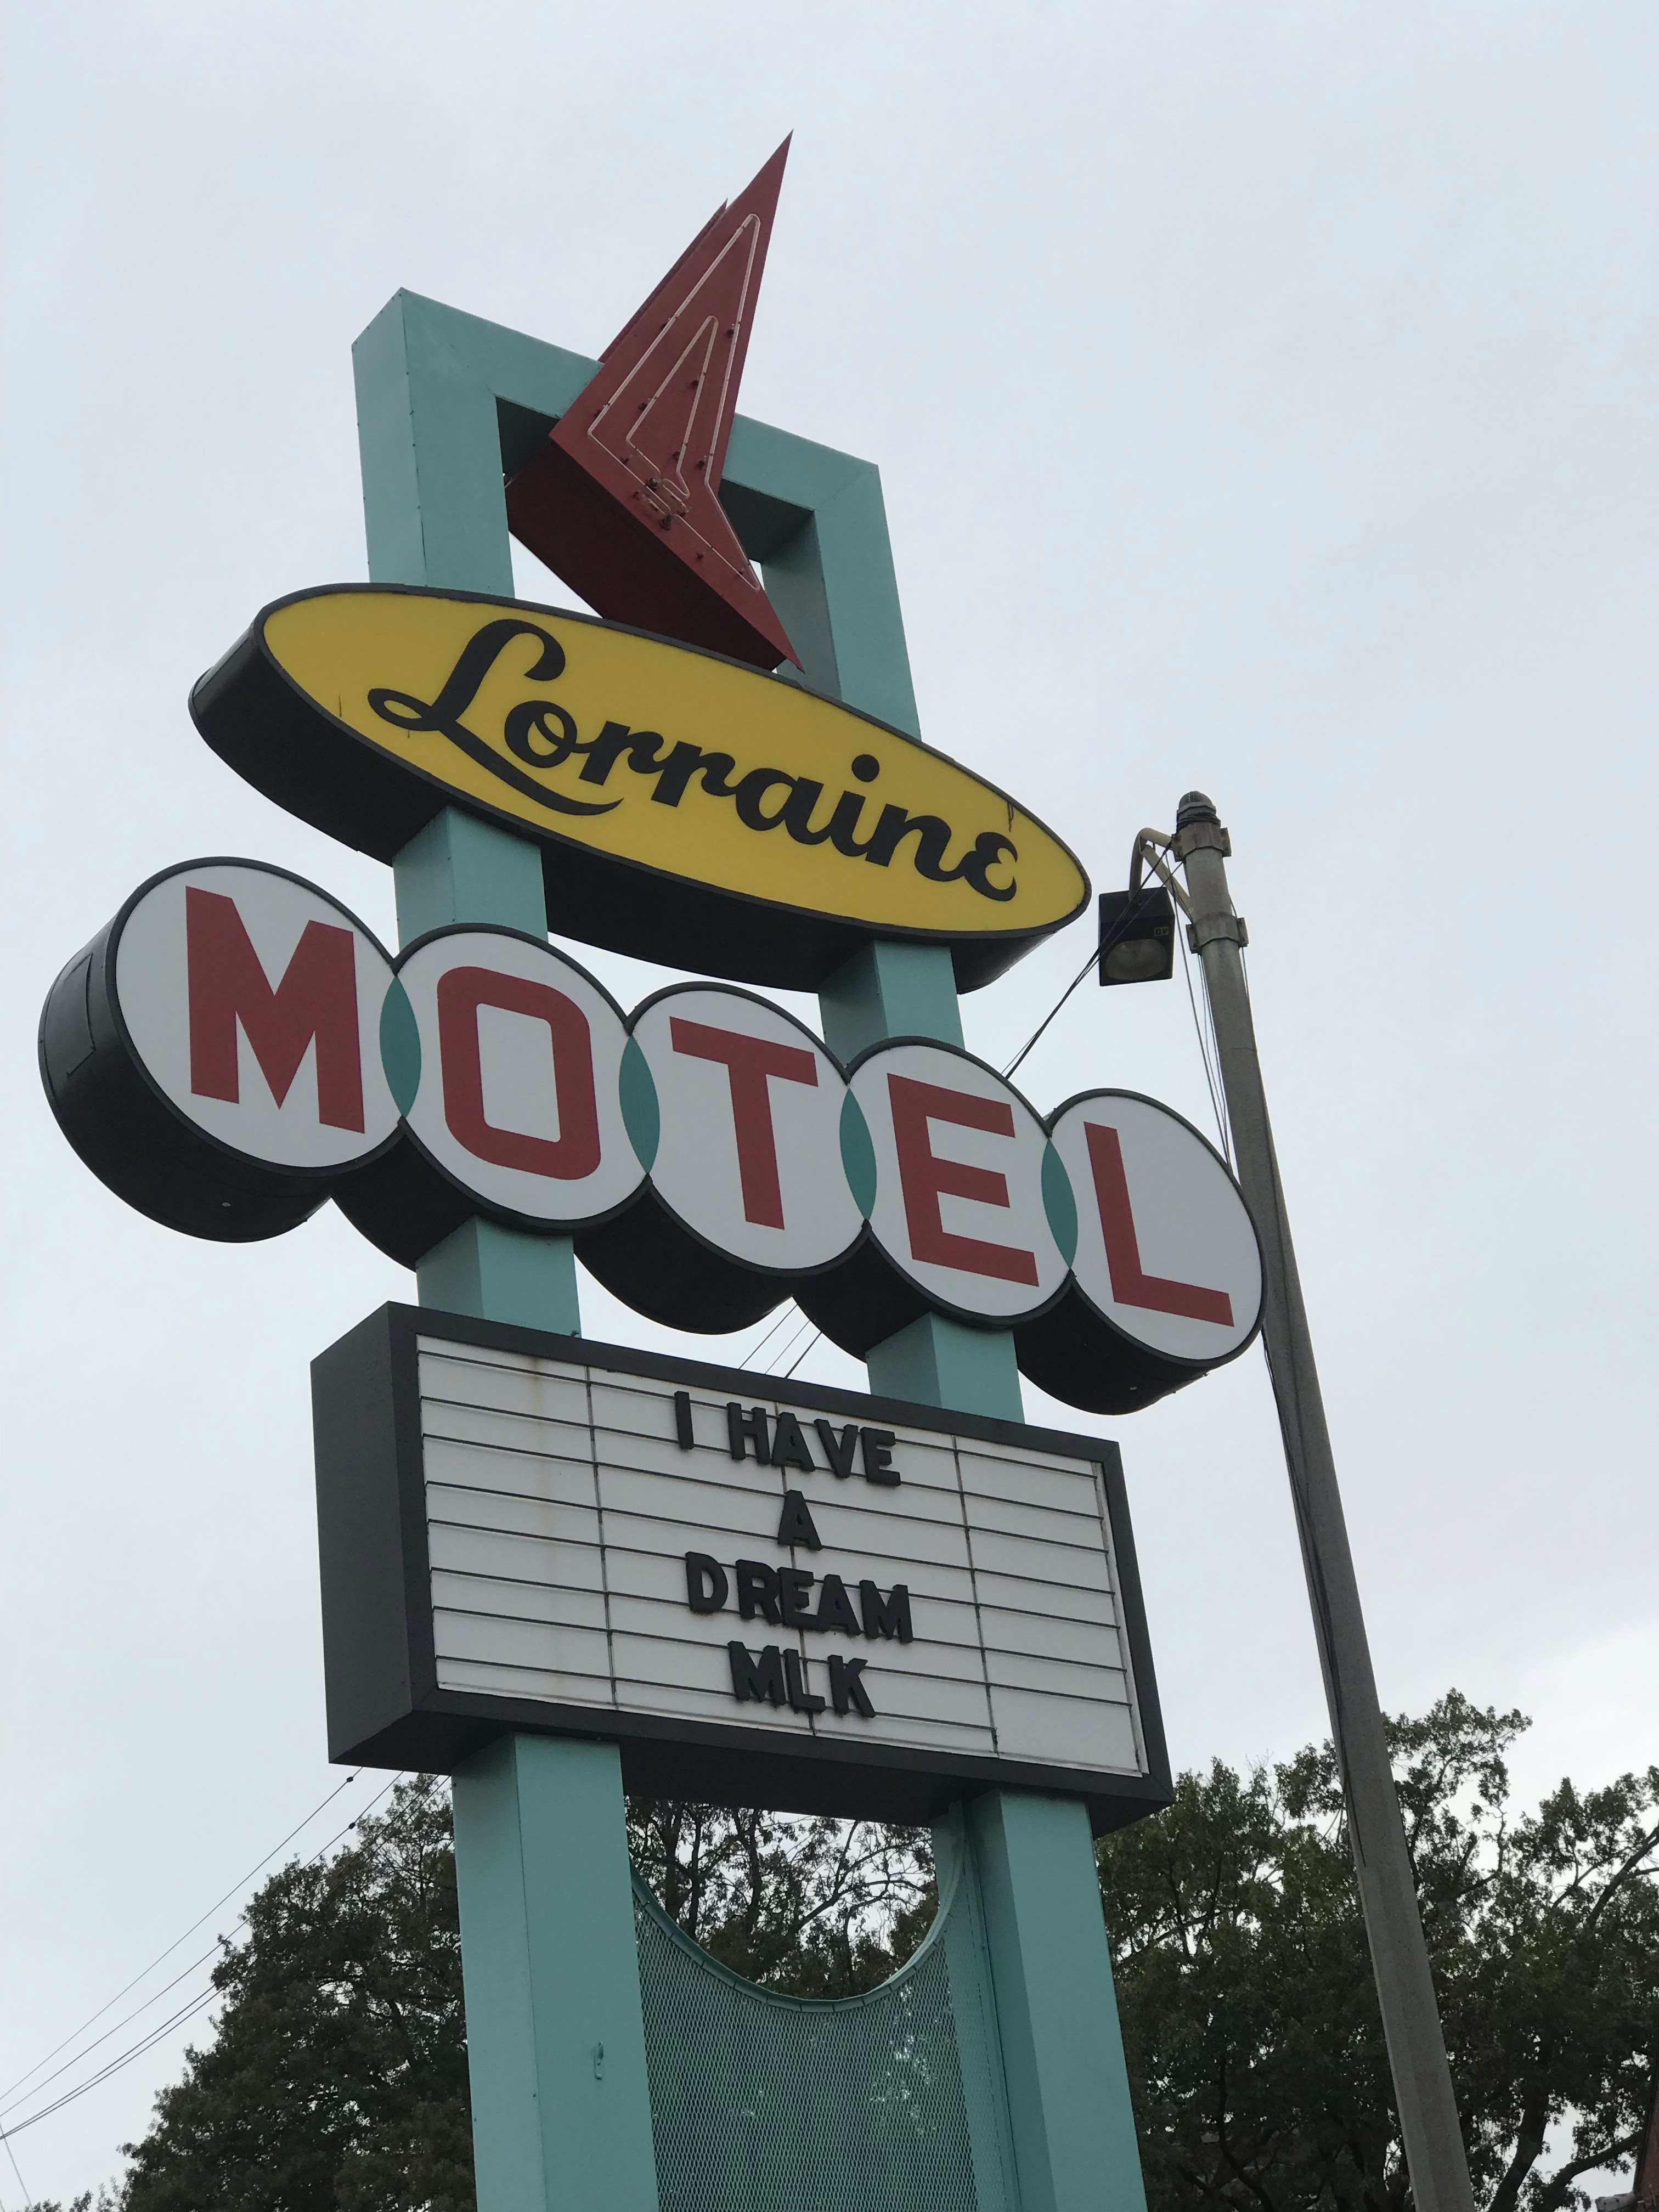 Lorraine
MOTEL
I HAVE
A
DREAM
MLK